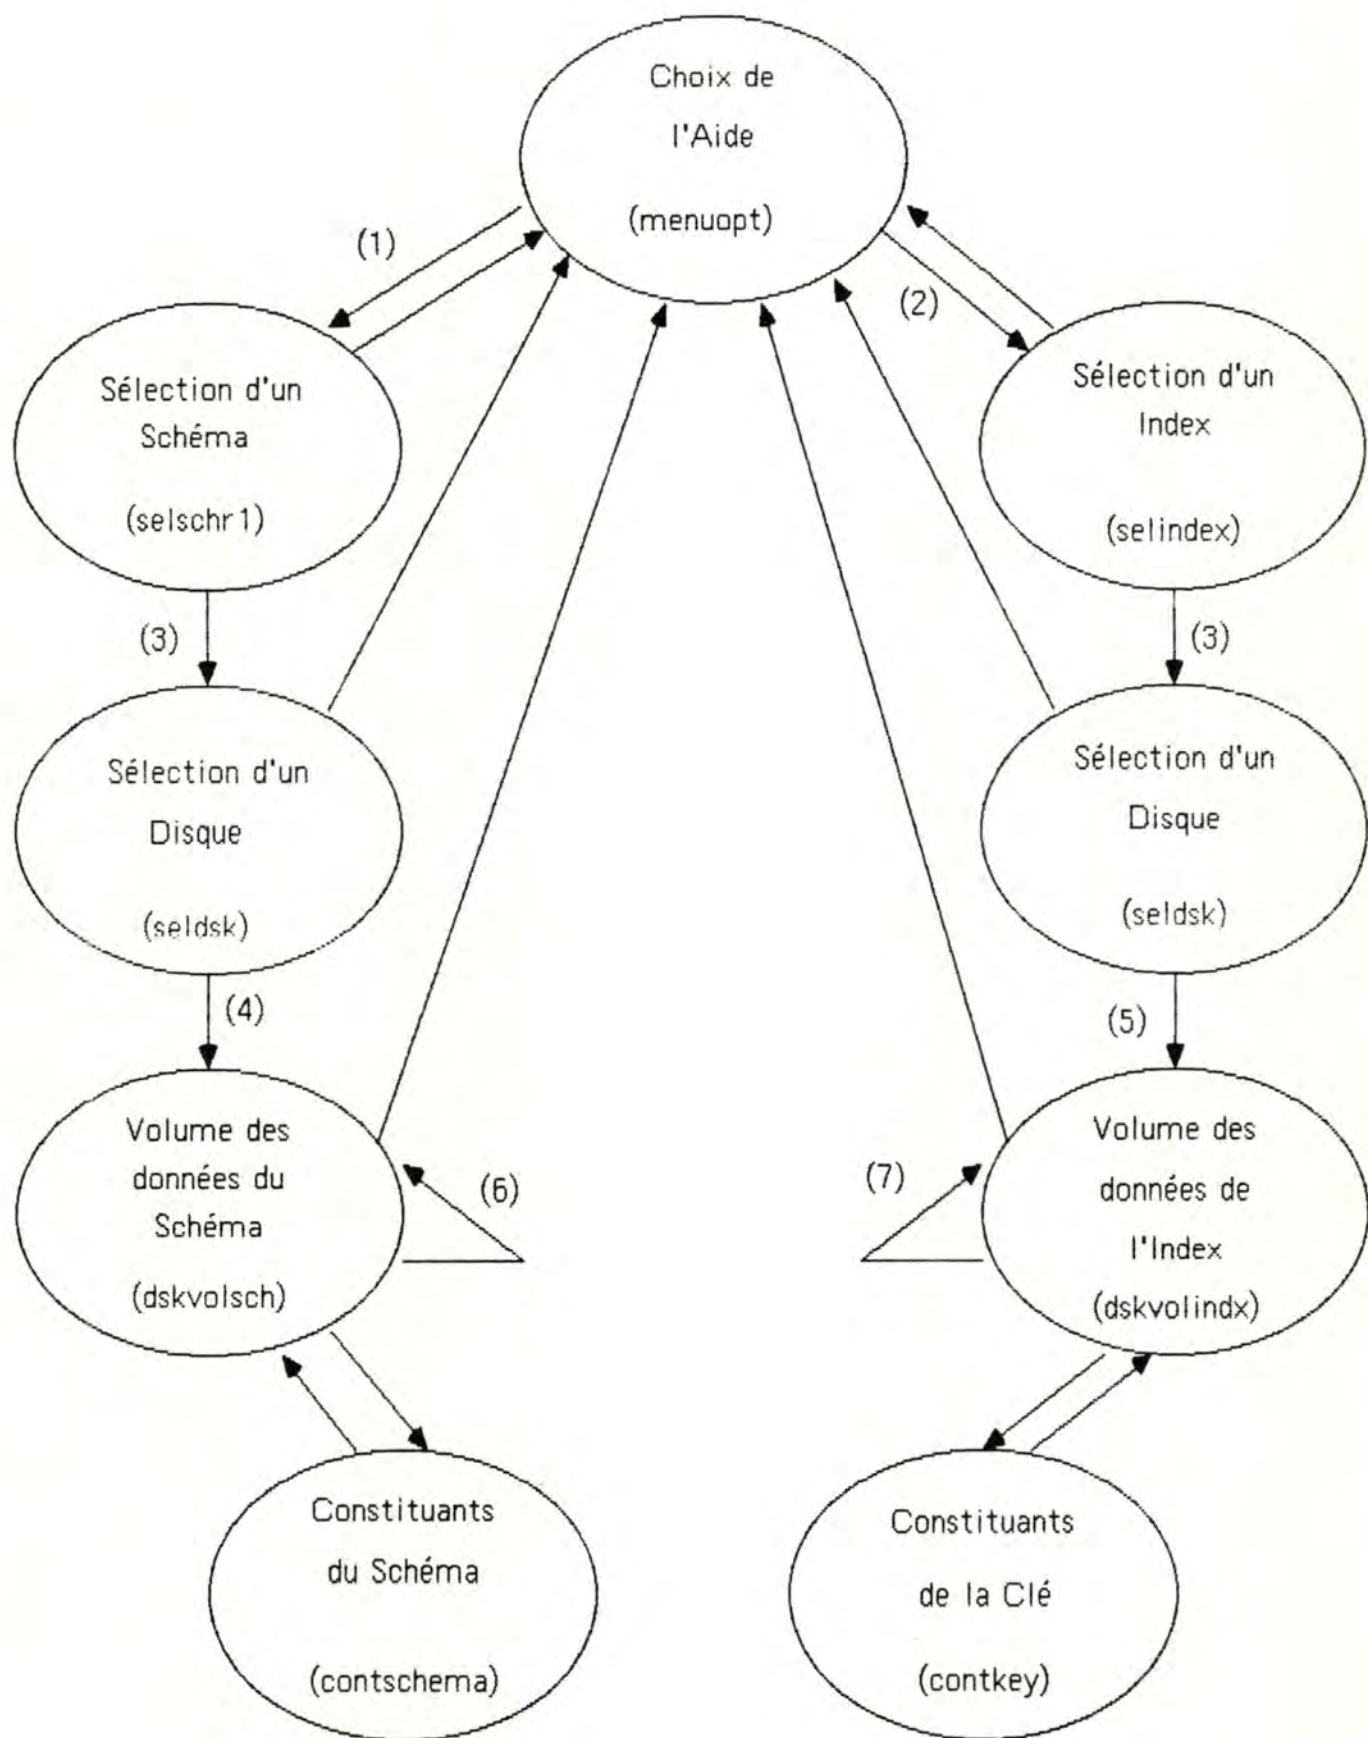 Choix de
l'Aide
(menuopt)
(1)
(2)
Sélection d'un
Schéma
(selschr1)
Sélection d'un
Index
(selindex)
(3)
(3)
Sélection d'un
Disque
(seldsk)
Sélection d'un
Disque
(seldsk)
(4)
(5)
Volume des
données du
Schéma
(dskvolsch)
(6)
(7)
Volume des
données de
l'Index
(dskvolindx)
Constituants
du Schéma
(contschema)
Constituants
de la Clé
(contkey)